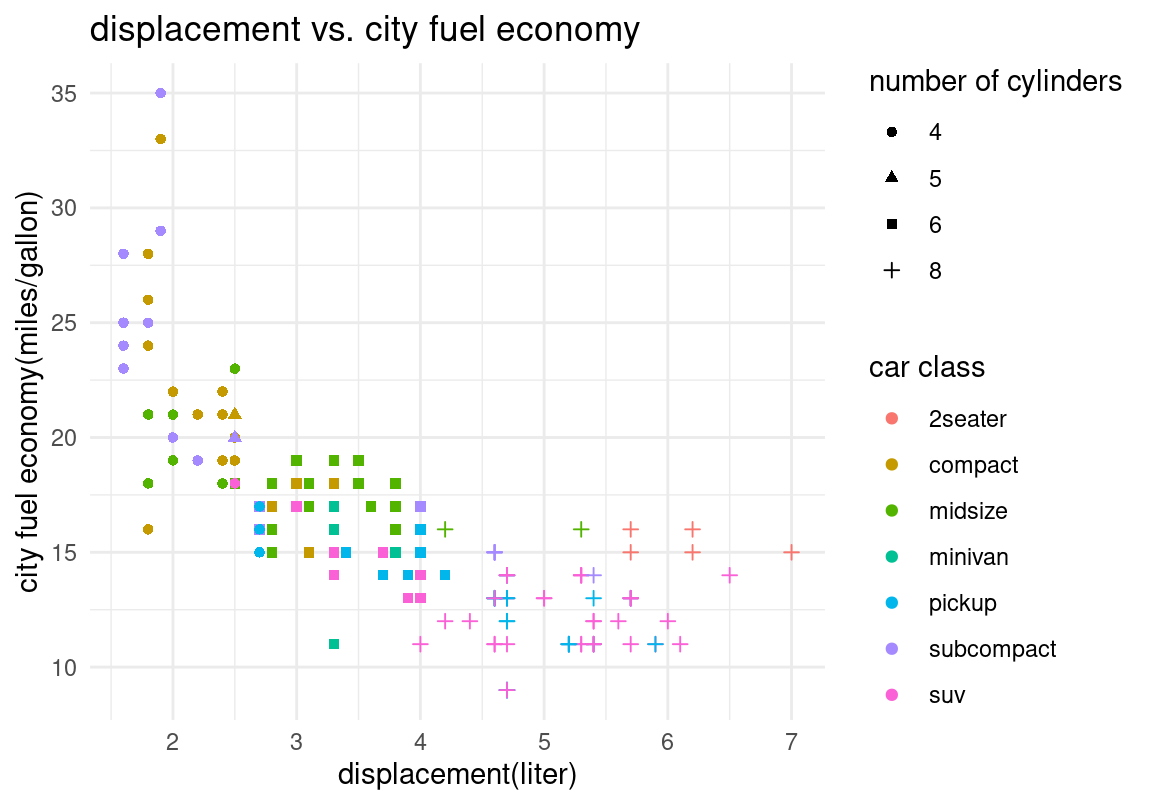 displacement vs. city fuel economy
city fuel economy(miles/gallon)
35
30
25
20
15
10
2
3
4
5
6
7
displacement(liter)
number of cylinders
4
5
6
8
car class
2seater
compact
midsize
minivan
pickup
subcompact
suv